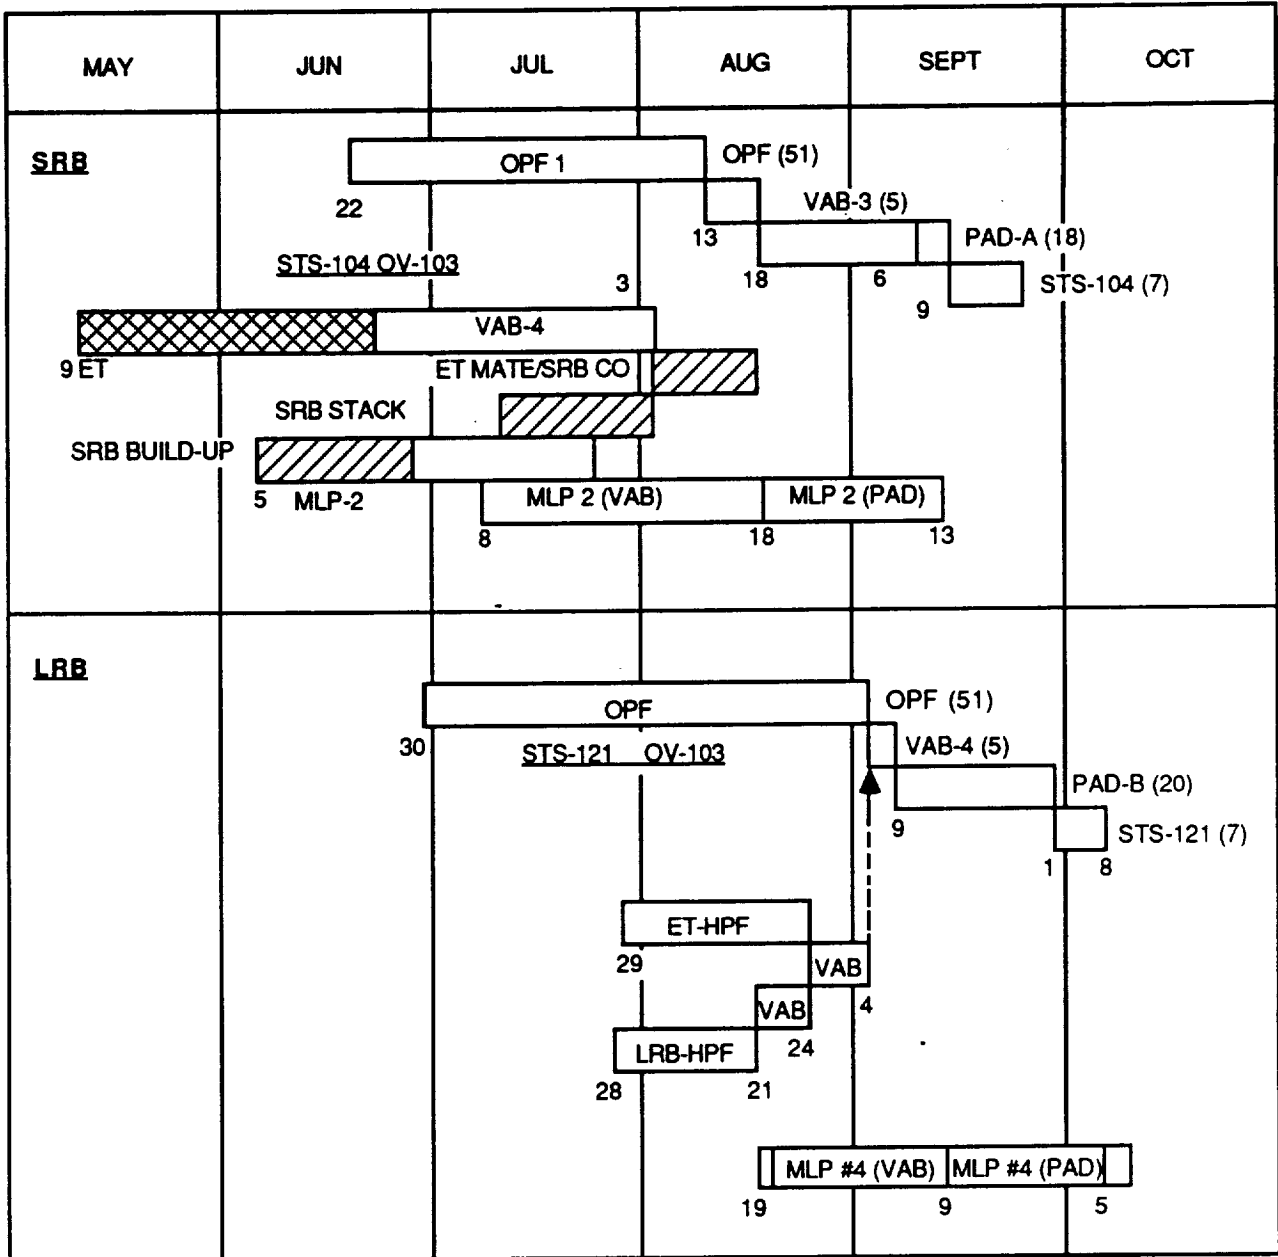 MAY JUN JUL AUG SEPT OCT
SRB
OPF 1 OPF (51)
22
VAB-3 (5)
13
PAD-A (18)
STS-104 OV-103
3 18 6
STS-104 (7)
9
VAB-4
9 ET
ET MATE/SRB CO
SRB STACK
SRB BUILD-UP
5 MLP-2
MLP 2 (VAB) MLP 2 (PAD)
8 18 13
LRB
OPF OPF (51)
30
STS-121 OV-103
VAB-4 (5)
PAD-B (20)
9
STS-121 (7)
1 8
ET-HPF
29
VAB
4
VAB
24
LRB-HPF
28 21
MLP #4 (VAB) MLP #4 (PAD)
19 9 5